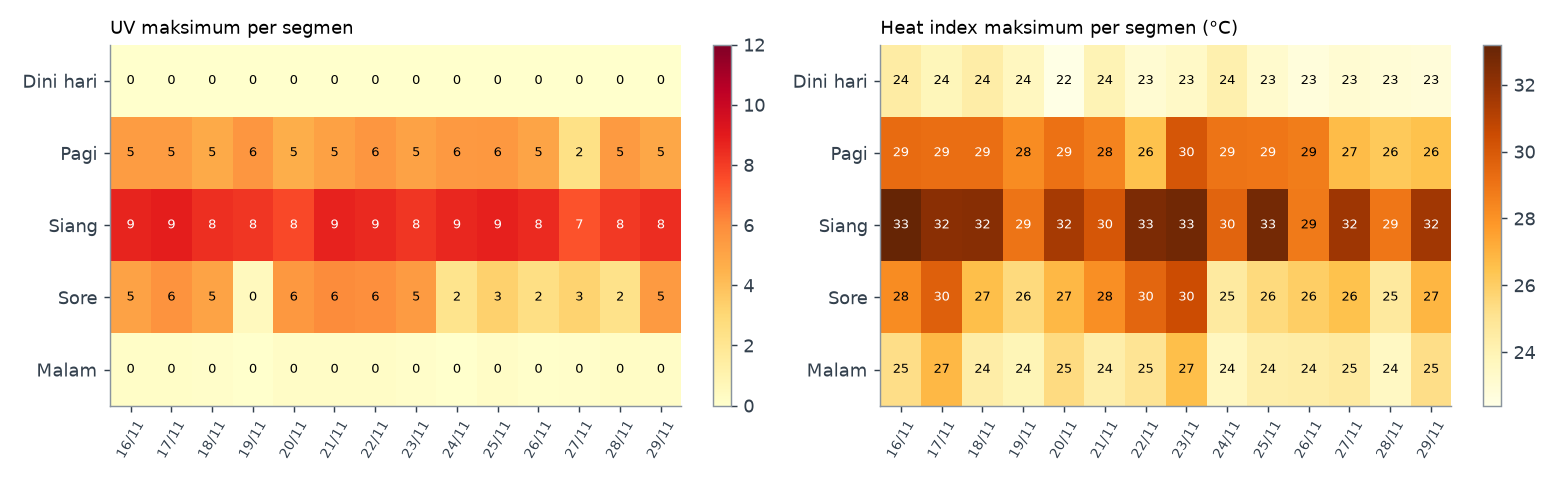 UV maksimum per segmen
Dini hari 0 0 0 0 0 0 0 0 0 0 0 0 0 0
Pagi 5 5 5 6 5 5 6 5 6 6 5 2 5 5
Siang 9 9 8 8 8 9 9 8 9 9 8 7 8 8
Sore 5 6 5 0 6 6 6 5 2 3 2 3 2 5
Malam 0 0 0 0 0 0 0 0 0 0 0 0 0 0
16/11 17/11 18/11 19/11 20/11 21/11 22/11 23/11 24/11 25/11 26/11 27/11 28/11 29/11
12
10
8
6
4
2
0
Heat index maksimum per segmen (°C)
Dini hari 24 24 24 24 22 24 23 23 24 23 23 23 23 23
Pagi 29 29 29 28 29 28 26 30 29 29 29 27 26 26
Siang 33 32 32 29 32 30 33 33 30 33 29 32 29 32
Sore 28 30 27 26 27 28 30 30 25 26 26 26 25 27
Malam 25 27 24 24 25 24 25 27 24 24 24 25 24 25
16/11 17/11 18/11 19/11 20/11 21/11 22/11 23/11 24/11 25/11 26/11 27/11 28/11 29/11
32
30
28
26
24